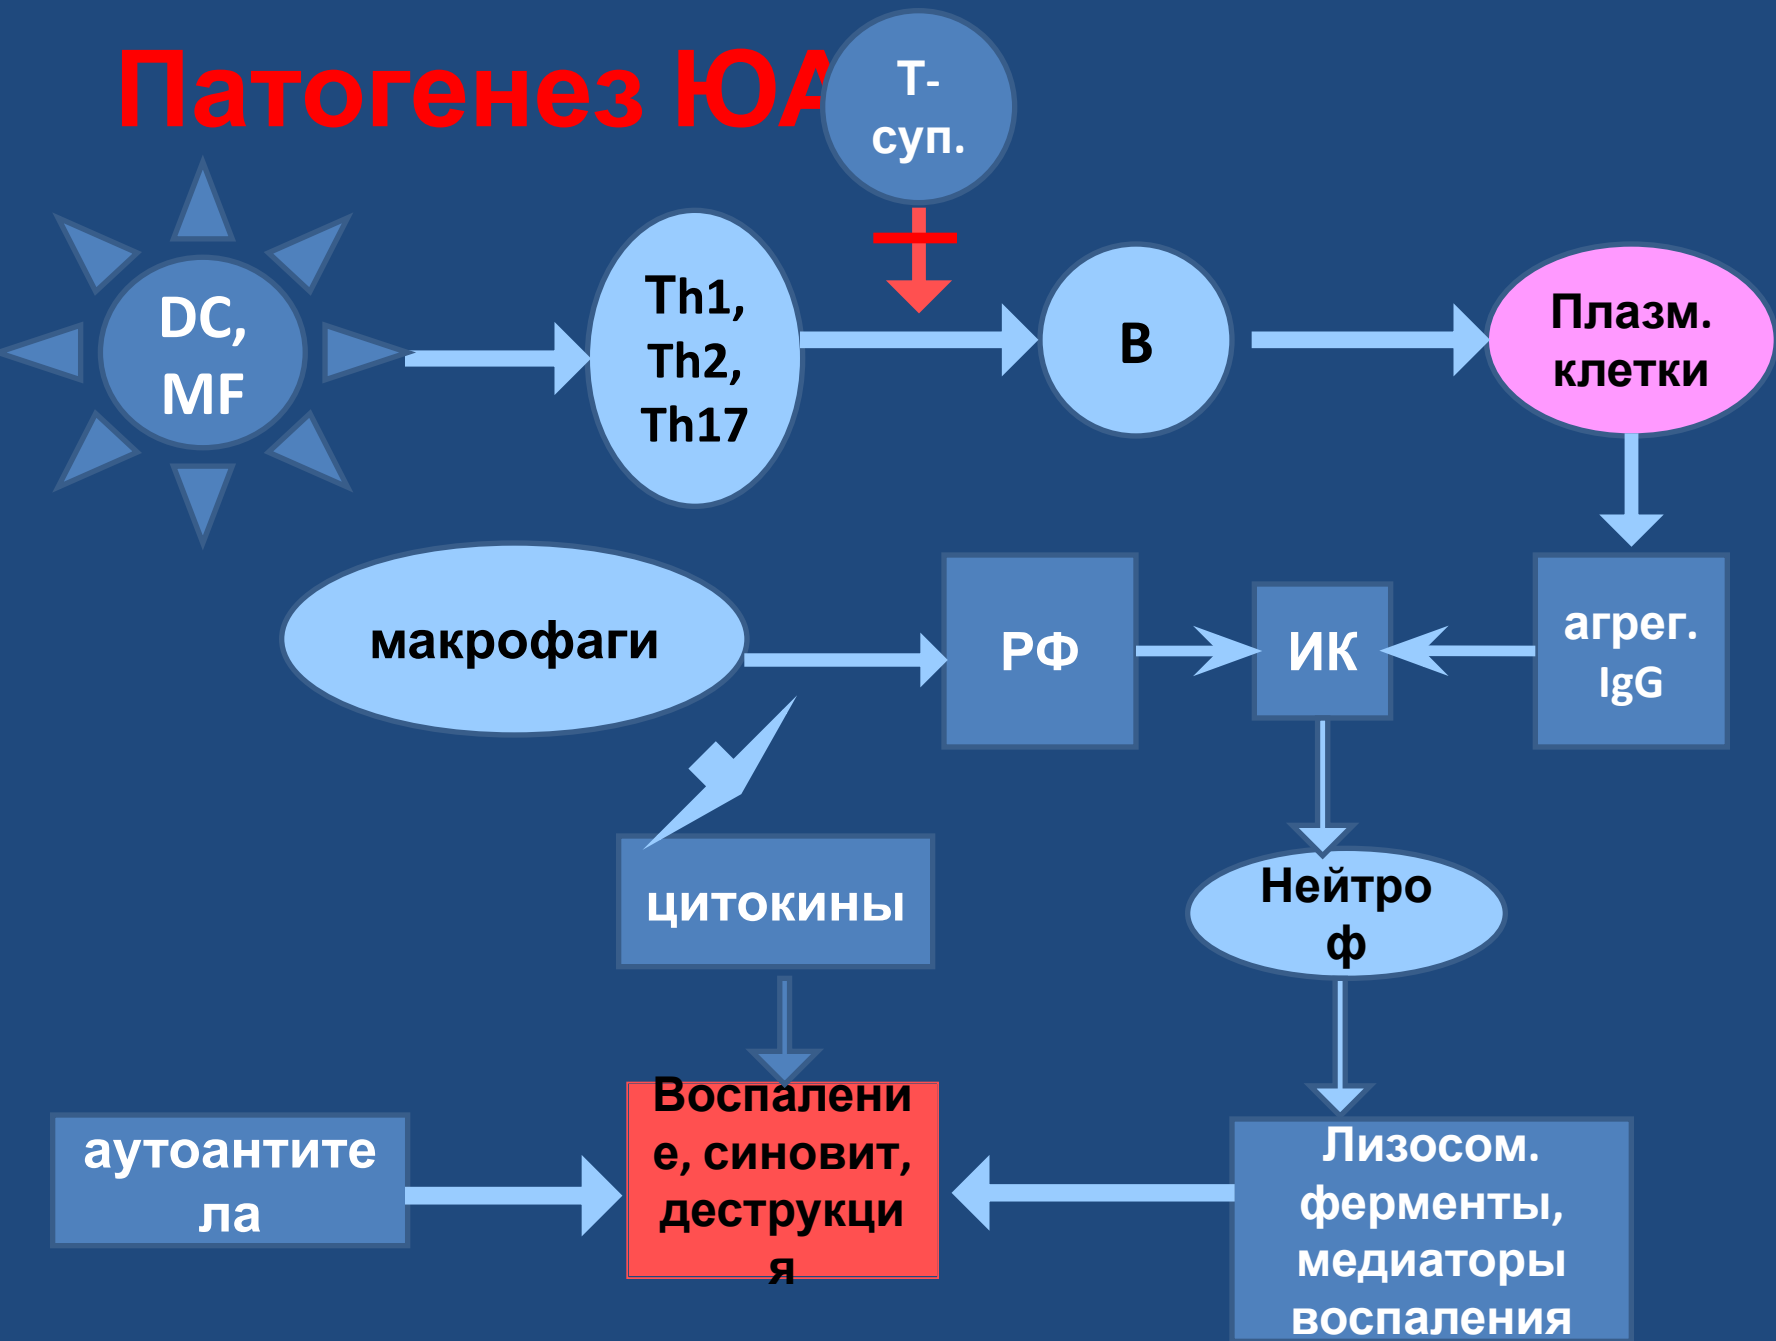 Патогенез ЮА
Т-
суп.
DC,
MF
Th1,
Th2,
Th17
В
Плазм.
клетки
макрофаги
РФ
ИК
агрег.
IgG
цитокины
Нейтро
ф
аутоантите
ла
Воспалени
е, синовит,
деструкци
я
Лизосом.
ферменты,
медиаторы
воспаления